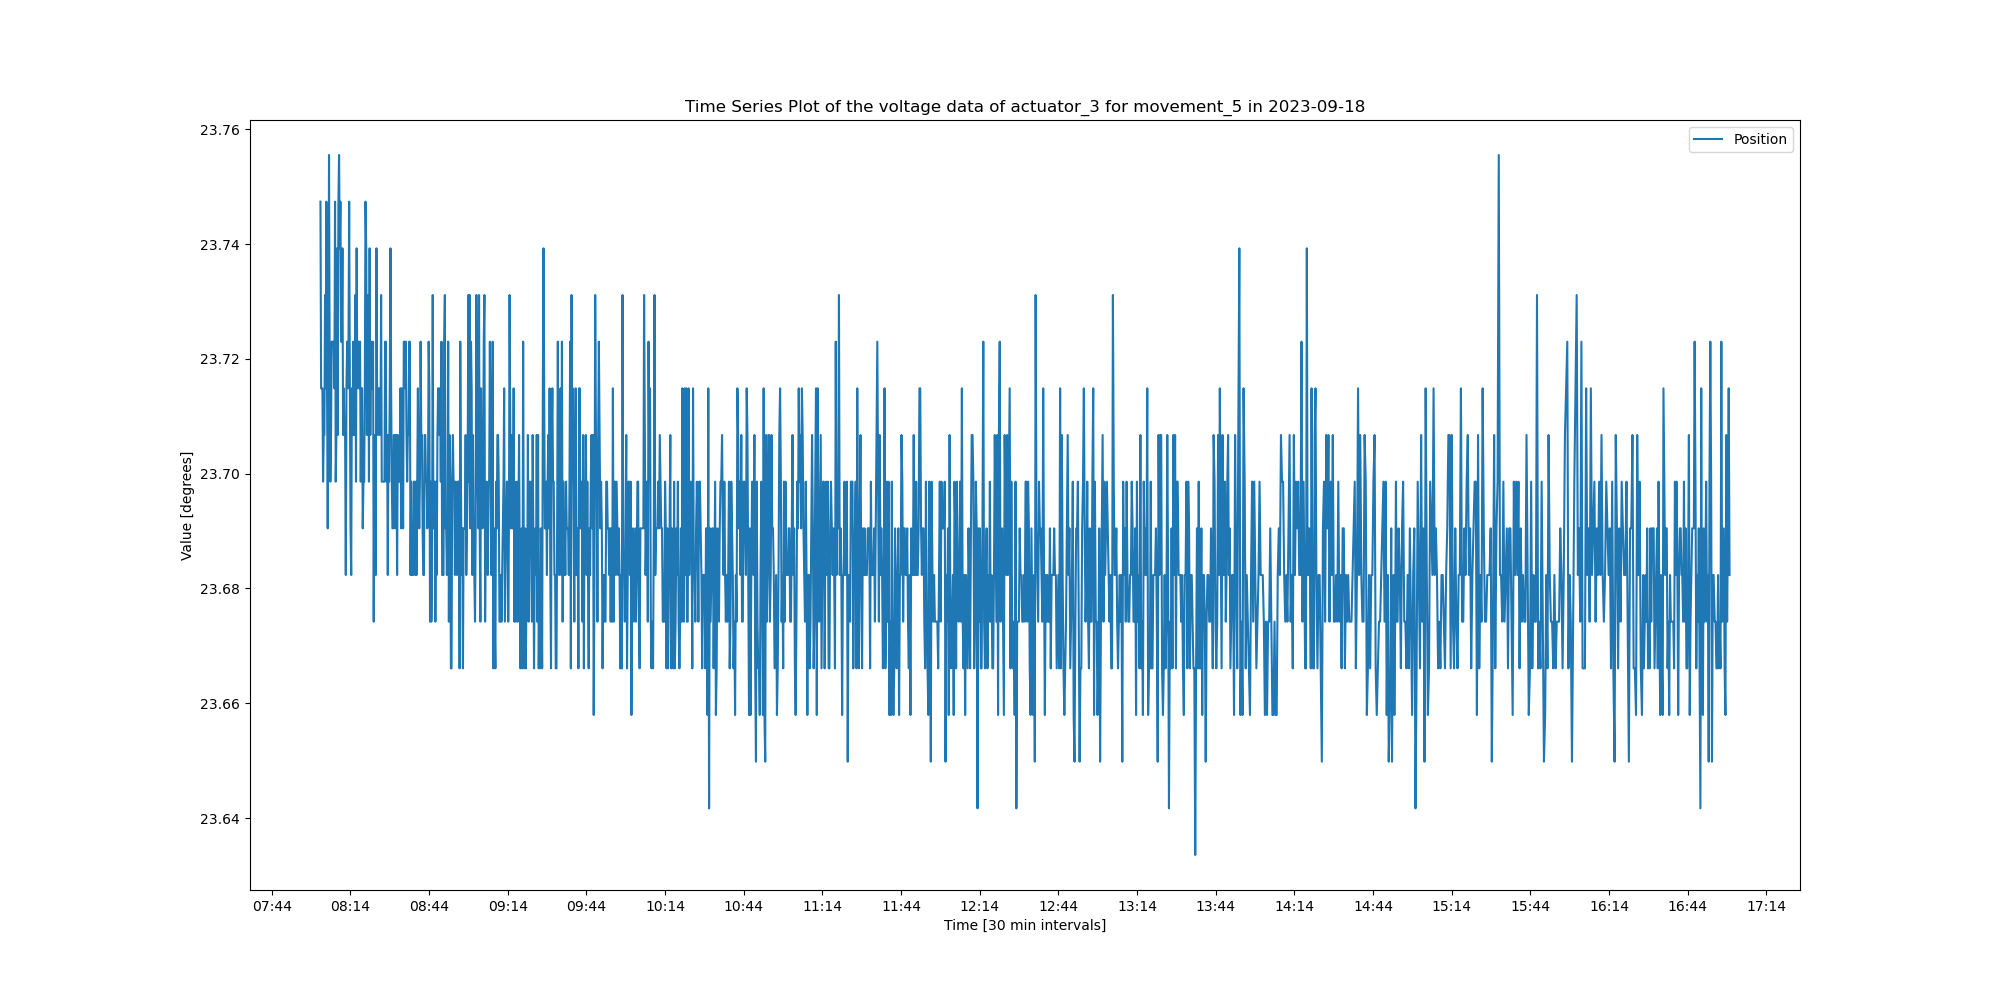 Time Series Plot of the voltage data of actuator_3 for movement_5 in 2023-09-18
Position
23.76
23.74
23.72
23.70
23.68
23.66
23.64
Value [degrees]
07:44 08:14 08:44 09:14 09:44 10:14 10:44 11:14 11:44 12:14 12:44 13:14 13:44 14:14 14:44 15:14 15:44 16:14 16:44 17:14
Time [30 min intervals]